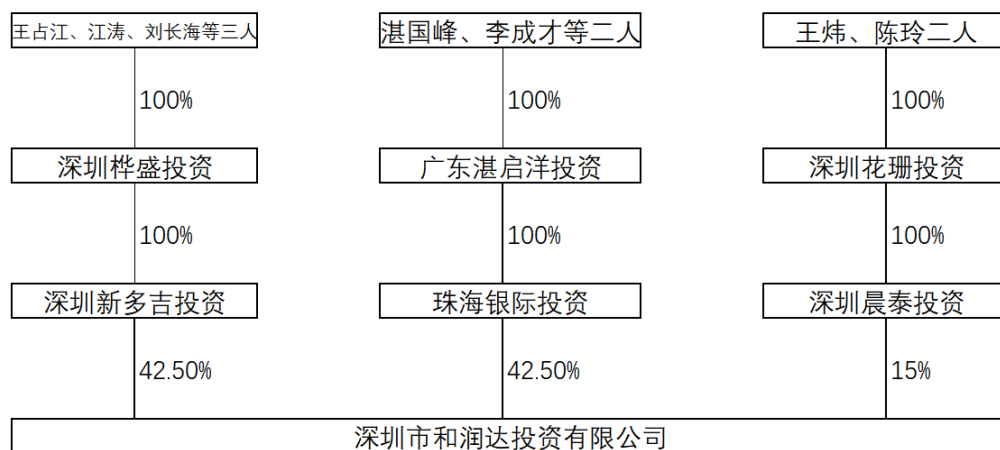 王占江、江涛、刘长海等三人
湛国峰、李成才等二人
王炜、陈玲二人
100%
100%
100%
深圳桦盛投资
广东湛启洋投资
深圳花珊投资
100%
100%
100%
深圳新多吉投资
珠海银际投资
深圳晨泰投资
42.50%
42.50%
15%
深圳市和润达投资有限公司